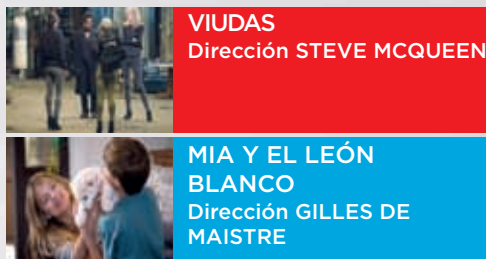 VIUDAS
Dirección STEVE MCQUEEN
MIA Y EL LEÓN
BLANCO
Dirección GILLES DE
MAISTRE